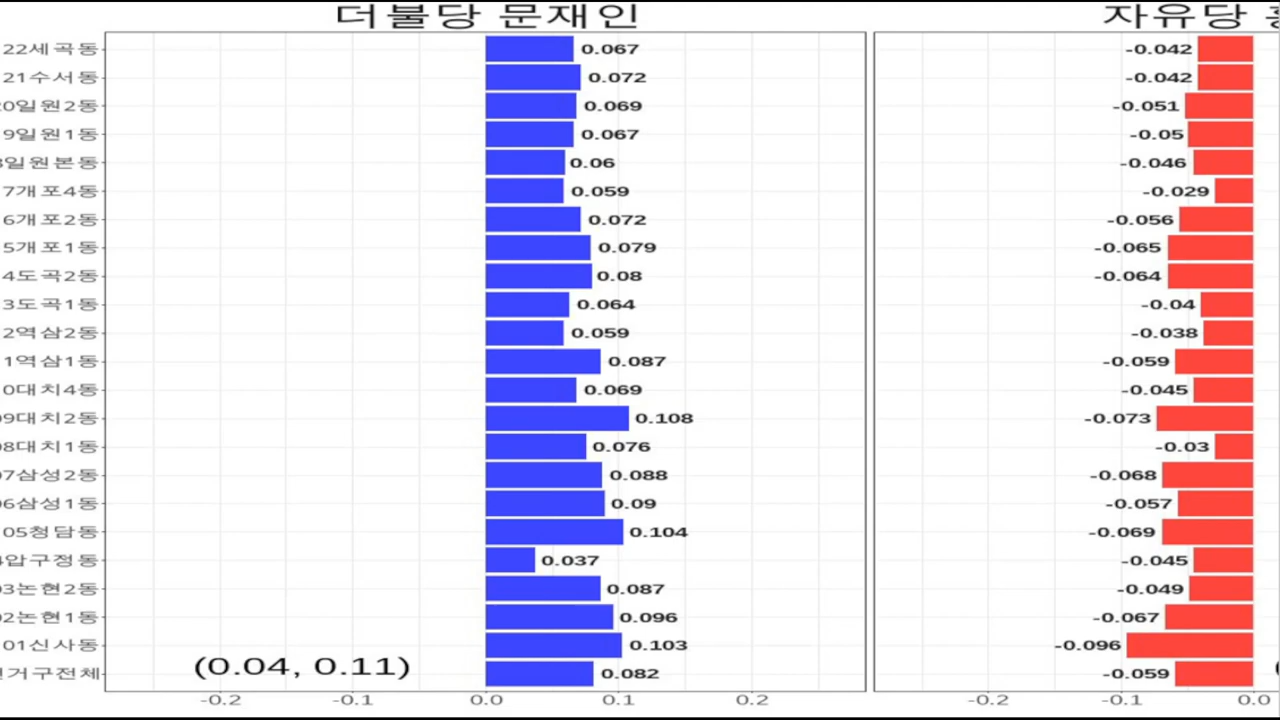 더불당 문재인 자유당
22세곡동 0.067 -0.042
21수서동 0.072 -0.042
20일원2동 0.069 -0.051
9일원1동 0.067 -0.05
8일원본동 0.06 -0.046
7개포4동 0.059 -0.029
6개포2동 0.072 -0.056
5개포1동 0.079 -0.065
4도곡2동 0.08 -0.064
3도곡1동 0.064 -0.04
2역삼2동 0.059 -0.038
1역삼1동 0.087 -0.059
0대치4동 0.069 -0.045
09대치2동 0.108 -0.073
08대치1동 0.076 -0.03
07삼성2동 0.088 -0.068
06삼성1동 0.09 -0.057
05청담동 0.104 -0.069
4압구정동 0.037 -0.045
03논현2동 0.087 -0.049
02논현1동 0.096 -0.067
01신사동 0.103 -0.096
거구전체 0.082 -0.059
(0.04, 0.11)
-0.2 -0.1 0.0 0.1 0.2 -0.2 -0.1 0.0